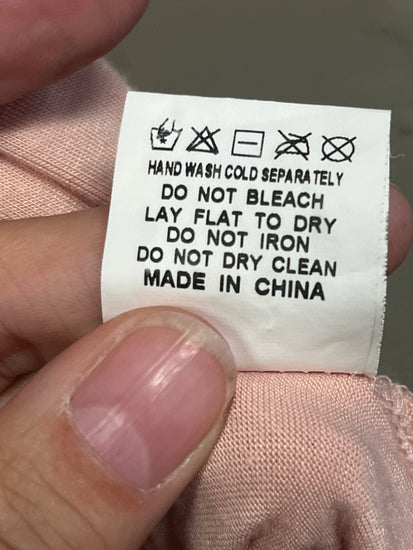 HAND WASH COLD SEPARATELY
DO NOT BLEACH
LAY FLAT TO DRY
DO NOT IRON
DO NOT DRY CLEAN
MADE IN CHINA